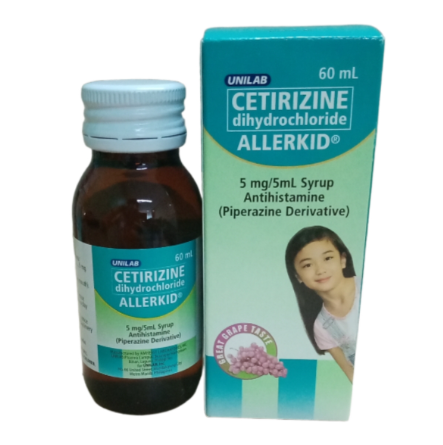 UNILAB
60 mL
CETIRIZINE
dihydrochloride
ALLERKID®
5 mg/5mL Syrup
Antihistamine
(Piperazine Derivative)
GREAT GRAPE TASTE
UNILAB
60 mL
CETIRIZINE
dihydrochloride
ALLERKID®
5 mg/5mL Syrup
Antihistamine
(Piperazine Derivative)